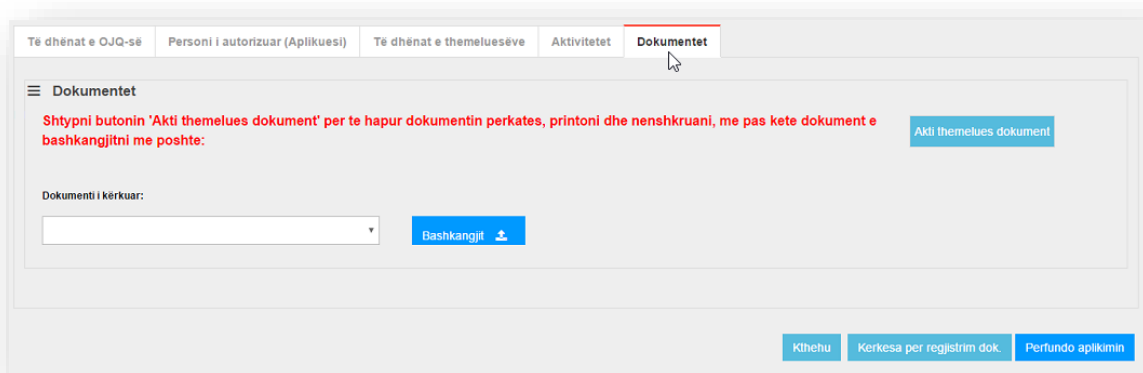 Të dhënat e OJQ-së Personi i autorizuar (Aplikuesi) Të dhënat e themeluesëve Aktivitetet Dokumentet
Dokumentet
Shtypni butonin 'Akti themelues dokument' per te hapur dokumentin perkates, printoni dhe nenshkruani, me pas kete dokument e
bashkangjitni me poshte:
Akti themelues dokument
Dokumenti i kërkuar:
Bashkangjit
Kthehu Kerkesa per regjistrim dok. Perfundo aplikimin